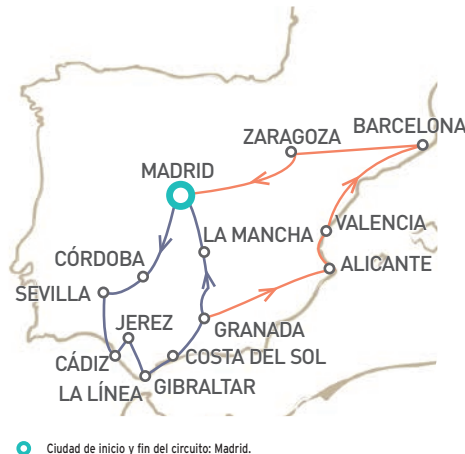 ZARAGOZA
BARCELONA
MADRID
LA MANCHA
VALENCIA
CÓRDOBA
ALICANTE
SEVILLA
JEREZ
GRANADA
CÁDIZ
COSTA DEL SOL
LA LÍNEA
GIBRALTAR
Ciudad de inicio y fin del circuito: Madrid.